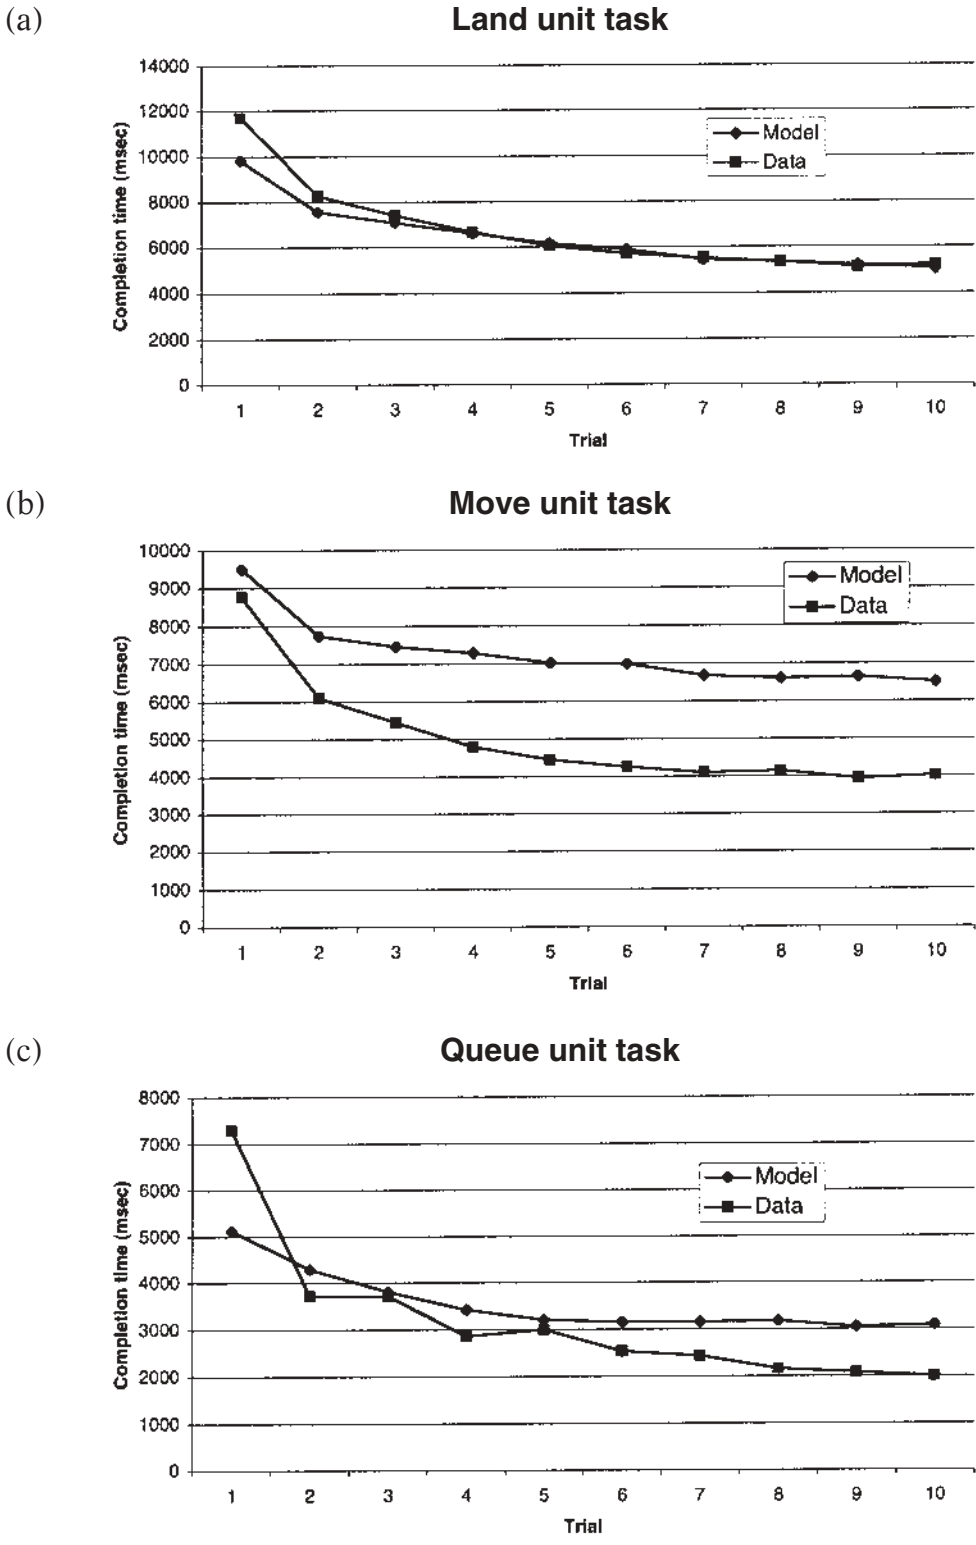 (a)
Land unit task
14000
12000
10000
8000
6000
4000
2000
0
Completion time (msec)
Model
Data
1 2 3 4 5 6 7 8 9 10
Trial
(b)
Move unit task
10000
9000
8000
7000
6000
5000
4000
3000
2000
1000
0
Completion time (msec)
Model
Data
1 2 3 4 5 6 7 8 9 10
Trial
(c)
Queue unit task
8000
7000
6000
5000
4000
3000
2000
1000
0
Completion time (msec)
Model
Data
1 2 3 4 5 6 7 8 9 10
Trial